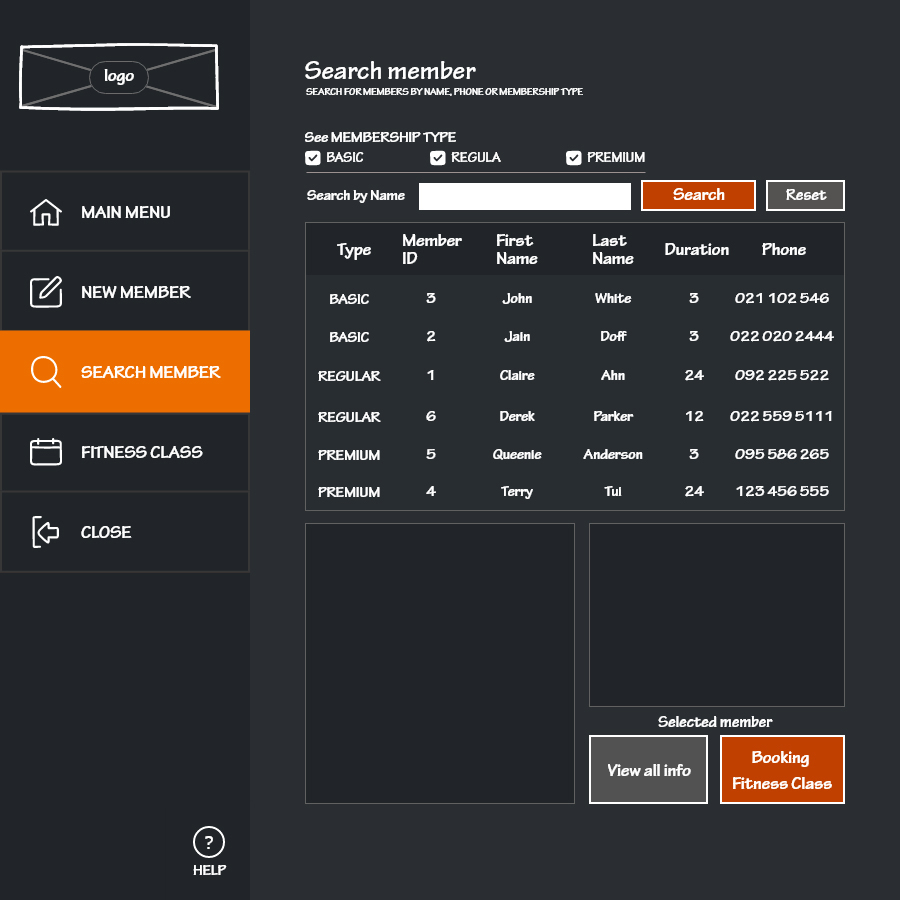 logo
MAIN MENU
NEW MEMBER
SEARCH MEMBER
FITNESS CLASS
CLOSE
?
HELP
Search member
SEARCH FOR MEMBERS BY NAME, PHONE OR MEMBERSHIP TYPE
See MEMBERSHIP TYPE
BASIC REGULA PREMIUM
Search by Name Search Reset
Type Member ID First Name Last Name Duration Phone
BASIC 3 John White 3 021 102 546
BASIC 2 Jain Doff 3 022 020 2444
REGULAR 1 Claire Ahn 24 092 225 522
REGULAR 6 Derek Parker 12 022 559 5111
PREMIUM 5 Queenie Anderson 3 095 586 265
PREMIUM 4 Terry Tui 24 123 456 555
Selected member
View all info
Booking
Fitness Class